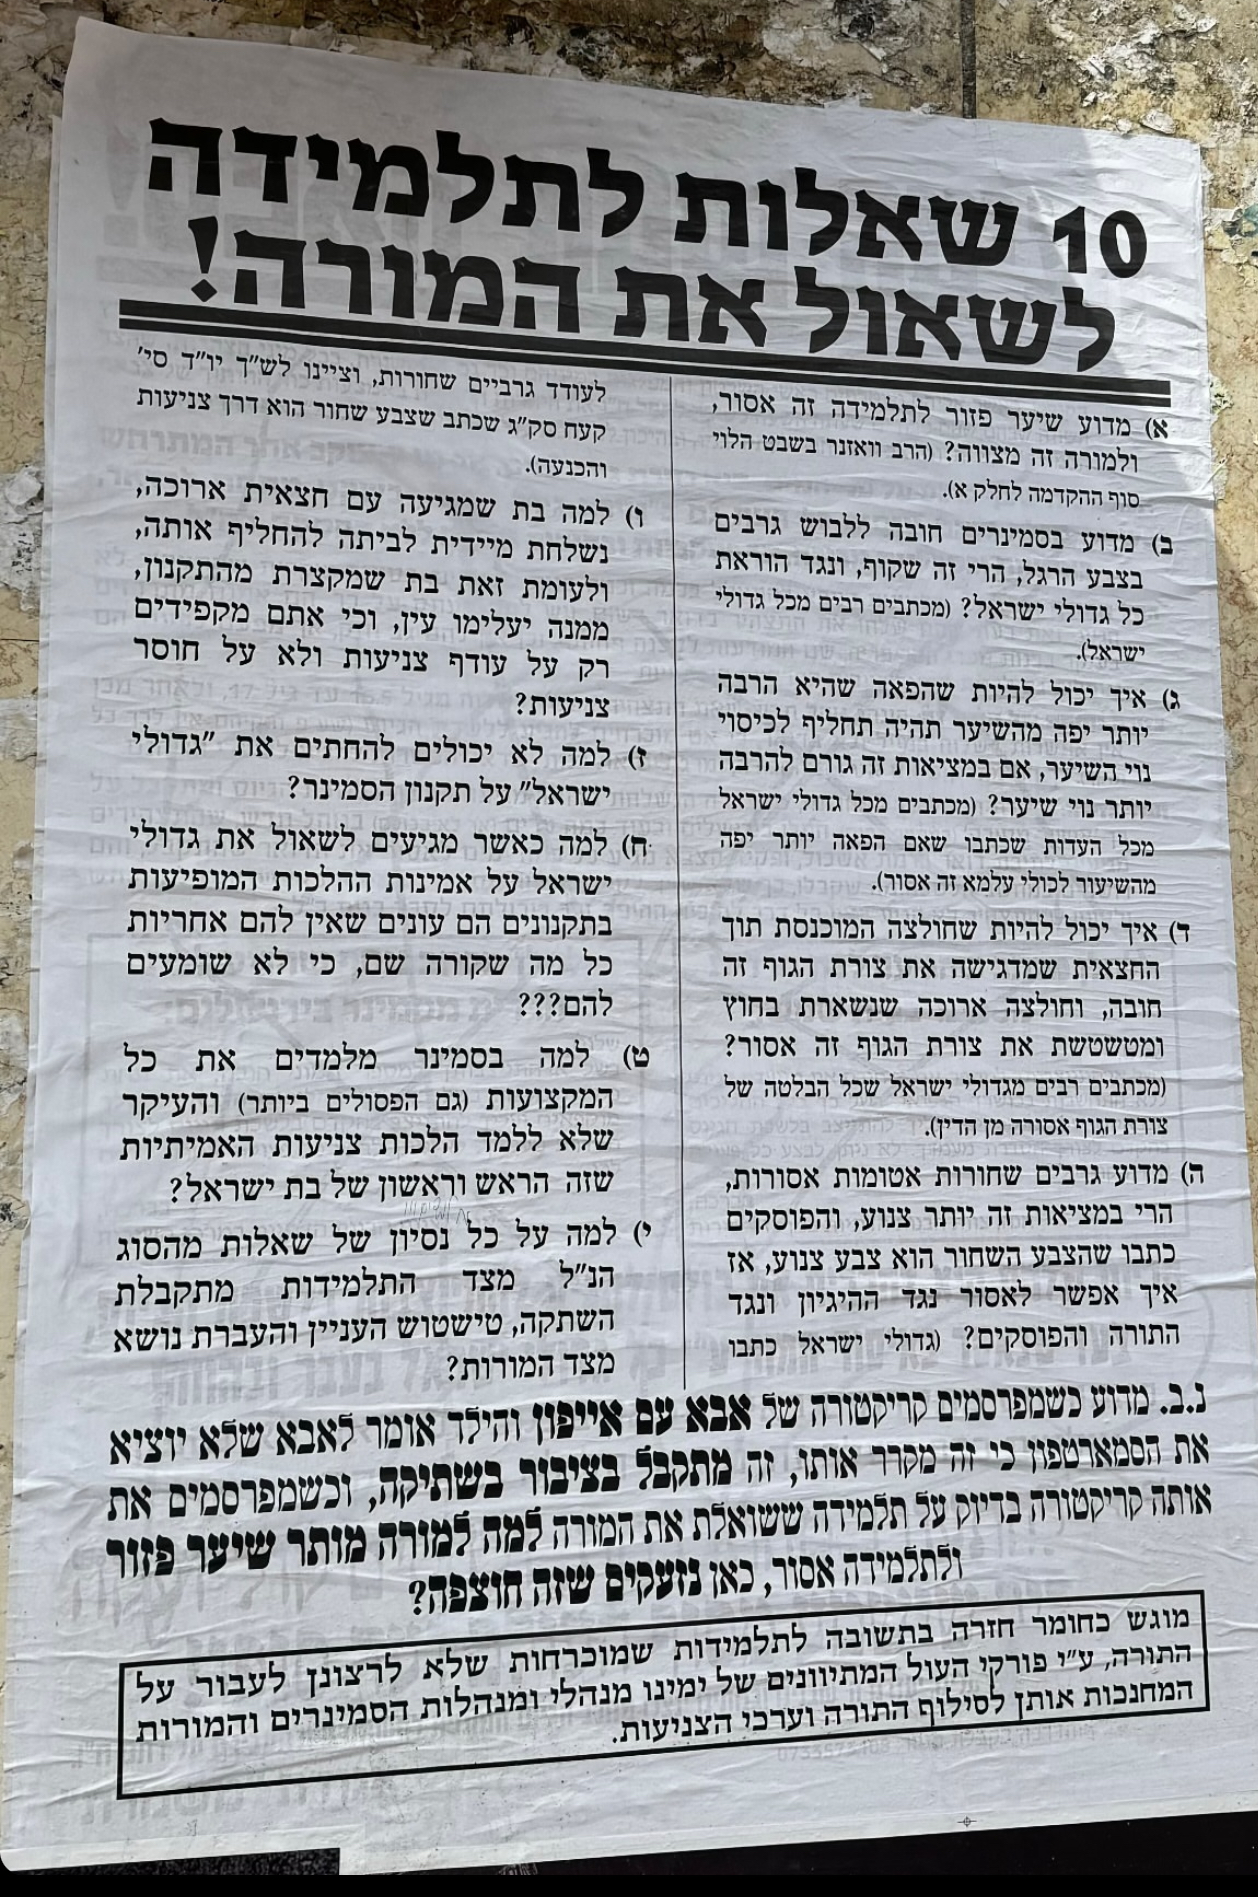 10 שאלות לתלמידה
לשאול את המורה!
א) מדוע שיער פזור לתלמידה זה אסור,
ולמורה זה מצווה? (הרב וואזנר בשבט הלוי
סוף ההקדמה לחלק א).
ב) מדוע בסמינרים חובה ללבוש גרבים
בצבע הרגל, הרי זה שקוף, ונגד הוראת
כל גדולי ישראל? (מכתבים רבים מכל גדולי
ישראל).
ג) איך יכול להיות שהפאה שהיא הרבה
יותר יפה מהשיער תהיה תחליף לכיסוי
נוי השיער, אם במציאות זה גורם להרבה
יותר נוי שיער? (מכתבים מכל גדולי ישראל
מכל העדות שכתבו שאם הפאה יותר יפה
מהשיעור לכולי עלמא זה אסור).
ד) איך יכול להיות שחולצה המוכנסת תוך
החצאית שמדגישה את צורת הגוף זה
חובה, וחולצה ארוכה שנשארת בחוץ
ומטשטשת את צורת הגוף זה אסור?
(מכתבים רבים מגדולי ישראל שכל הבלטה של
צורת הגוף אסורה מן הדין).
ה) מדוע גרבים שחורות אטומות אסורות,
הרי במציאות זה יותר צנוע, והפוסקים
כתבו שהצבע השחור הוא צבע צנוע, אז
איך אפשר לאסור נגד ההיגיון ונגד
התורה והפוסקים? (גדולי ישראל כתבו
לעודד גרביים שחורות, וציינו לש"ך יו"ד סי'
קעח סק"ג שכתב שצבע שחור הוא דרך צניעות
והכנעה).
ו) למה בת שמגיעה עם חצאית ארוכה,
נשלחת מיידית לביתה להחליף אותה,
ולעומת זאת בת שמקצרת מהתקנון,
ממנה יעלימו עין, וכי אתם מקפידים
רק על עודף צניעות ולא על חוסר
צניעות?
ז) למה לא יכולים להחתים את "גדולי
ישראל" על תקנון הסמינר?
ח) למה כאשר מגיעים לשאול את גדולי
ישראל על אמינות ההלכות המופיעות
בתקנונים הם עונים שאין להם אחריות
כל מה שקורה שם, כי לא שומעים
להם???
ט) למה בסמינר מלמדים את כל
המקצועות (גם הפסולים ביותר) והעיקר
שלא ללמד הלכות צניעות האמיתיות
שזה הראש וראשון של בת ישראל?
י) למה על כל נסיון של שאלות מהסוג
הנ"ל מצד התלמידות מתקבלת
השתקה, טישטוש העניין והעברת נושא
מצד המורות?
נ.ב. מדוע כשמפרסמים קריקטורה של אבא עם אייפון והילד אומר לאבא שלא יוציא
את הסמארטפון כי זה מקרר אותו, זה מתקבל בציבור בשתיקה, וכשמפרסמים את
אותה קריקטורה בדיוק על תלמידה ששואלת את המורה למה למורה מותר שיער פזור
ולתלמידה אסור, כאן נזעקים שזה חוצפה?
מוגש כחומר חזרה בתשובה לתלמידות שמוכרחות שלא לרצונן לעבור על
התורה, ע"י פורקי העול המתיוונים של ימינו מנהלי ומנהלות הסמינרים והמורות
המחנכות אותן לסילוף התורה וערכי הצניעות.